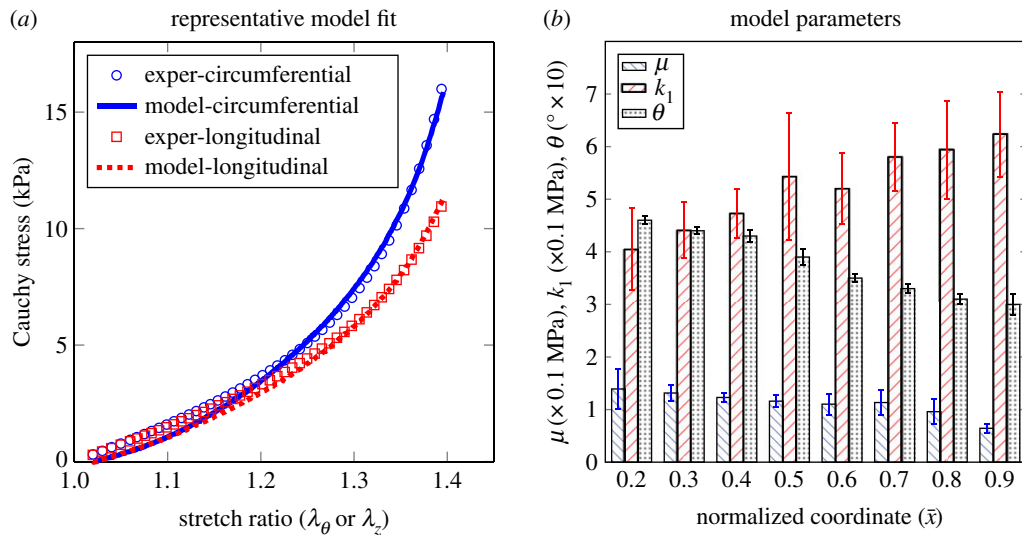 (a) representative model fit
exper-circumferential
model-circumferential
exper-longitudinal
model-longitudinal
Cauchy stress (kPa)
15
10
5
0
1.0 1.1 1.2 1.3 1.4
stretch ratio (λθ or λz)
(b) model parameters
μ
k1
θ
μ (×0.1 MPa), k1 (×0.1 MPa), θ (° × 10)
7
6
5
4
3
2
1
0
0.2 0.3 0.4 0.5 0.6 0.7 0.8 0.9
normalized coordinate (x̄)